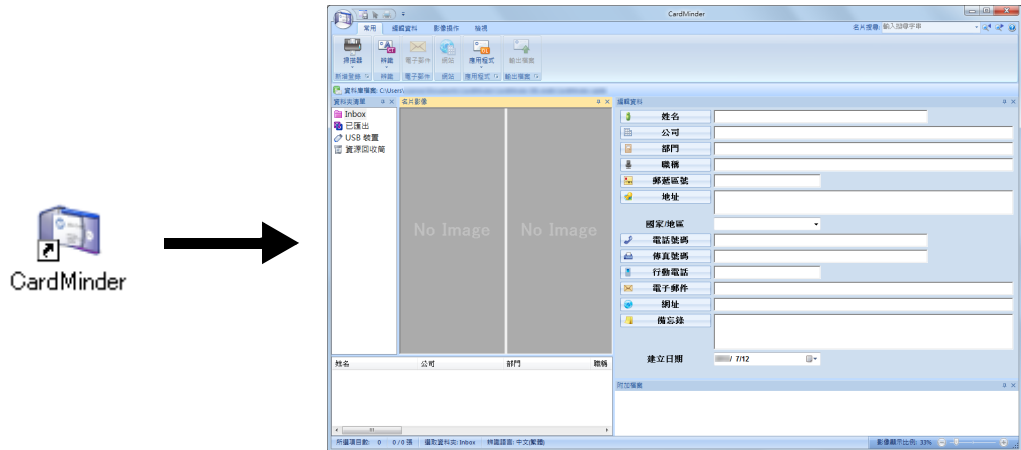 CardMinder
CardMinder
常用 編輯資料 影像操作 檢視
名片搜尋: 輸入搜尋字串
掃描器 辨識 電子郵件 網站 應用程式 輸出檔案
新增登錄 辨識 電子郵件 網站 應用程式 輸出檔案
資料庫檔案: C:\Users\
資料夾清單 名片影像 編輯資料
Inbox
已匯出
USB 裝置
資源回收筒
No Image No Image
姓名
公司
部門
職稱
郵遞區號
地址
國家/地區
電話號碼
傳真號碼
行動電話
電子郵件
網址
備忘錄
建立日期 / 7/12
姓名 公司 部門 職稱
附加檔案
所選項目數: 0 0 / 0 張 選取資料夾: Inbox 辨識語言: 中文(繁體) 影像顯示比例: 33%